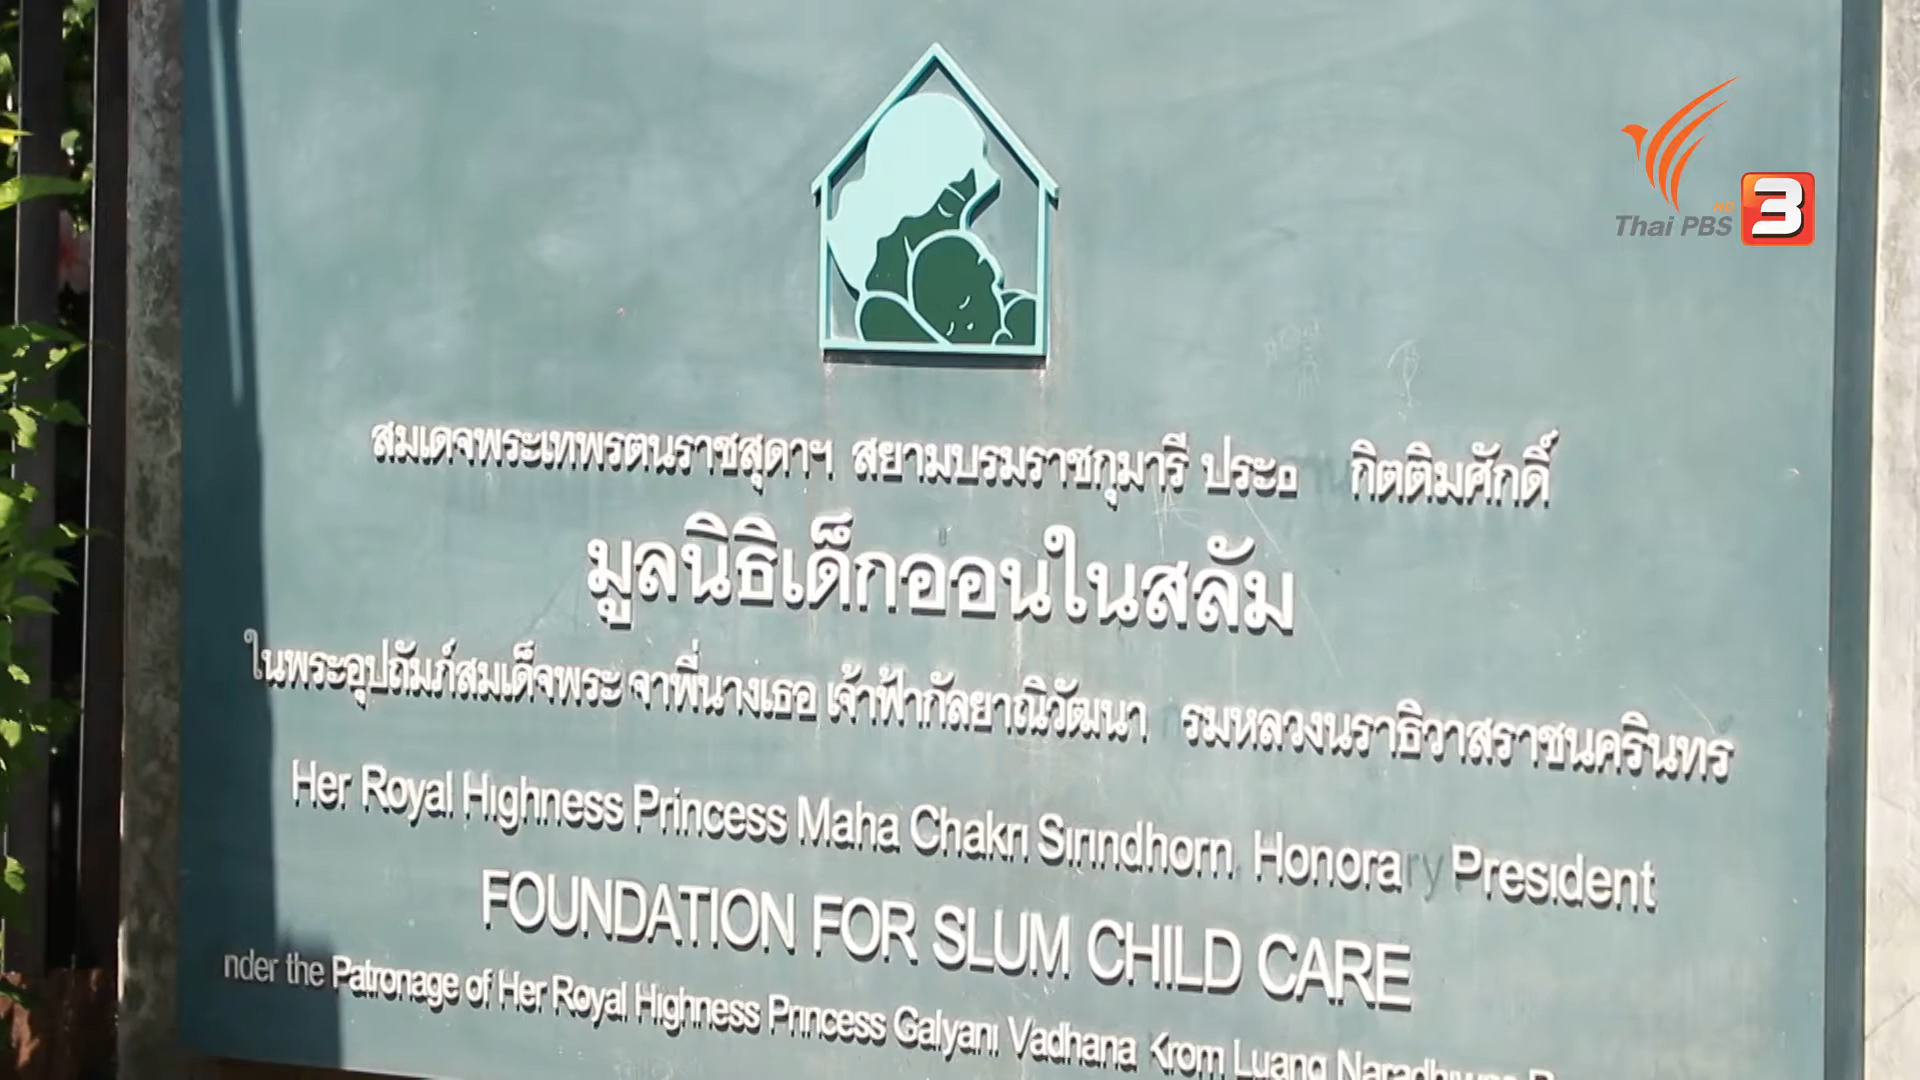 Thai PBS HD 3
สมเดจพระเทพรตนราชสุดาฯ สยามบรมราชกุมารี ประธ กิตติมศักดิ์
มูลนิธิเด็กออนในสลัม
ในพระอุปถัมภ์สมเด็จพระ จาพี่นางเธอ เจ้าฟ้ากัลยาณิวัฒนา รมหลวงนราธิวาสราชนครินทร
Her Royal Highness Princess Maha Chakri Sirindhorn, Honorary President
FOUNDATION FOR SLUM CHILD CARE
nder the Patronage of Her Royal Highness Princess Galyani Vadhana Krom Luang